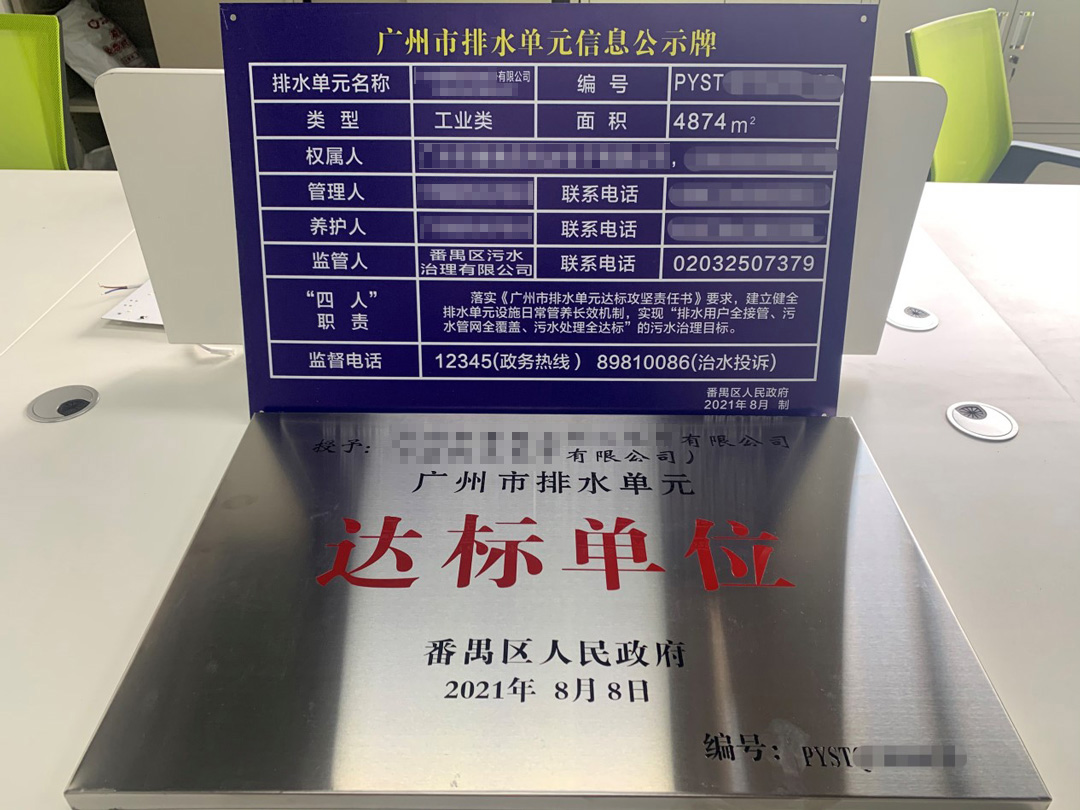 广州市排水单元信息公示牌
排水单元名称 有限公司 编 号 PYST
类 型 工业类 面 积 4874㎡
权属人 ，
管理人 联系电话
养护人 联系电话
监管人 番禺区污水 联系电话 02032507379
治理有限公司
“四 人” 落实《广州市排水单元达标攻坚责任书》要求，建立健全
职 责 排水单元设施日常管养长效机制，实现“排水用户全接管、污
水管网全覆盖、污水处理全达标”的污水治理目标。
监督电话 12345(政务热线） 89810086(治水投诉）
番禺区人民政府
2021年8月 制
授予： 有限公司
有限公司）
广州市排水单元
达标单位
番禺区人民政府
2021年 8月8日
编号：PYSTQ